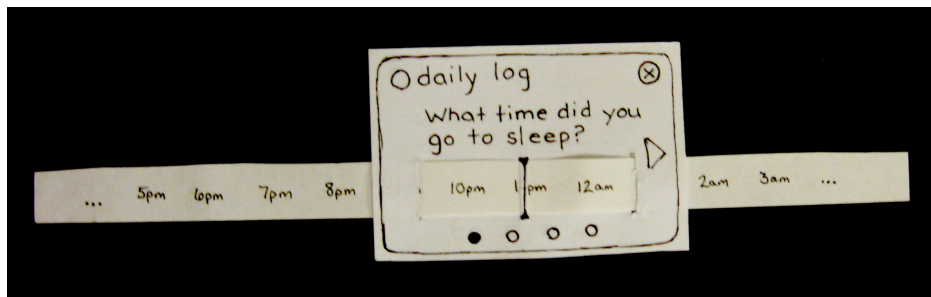 daily log
What time did you
go to sleep?
... 5pm 6pm 7pm 8pm 10pm 11pm 12am 2am 3am ...